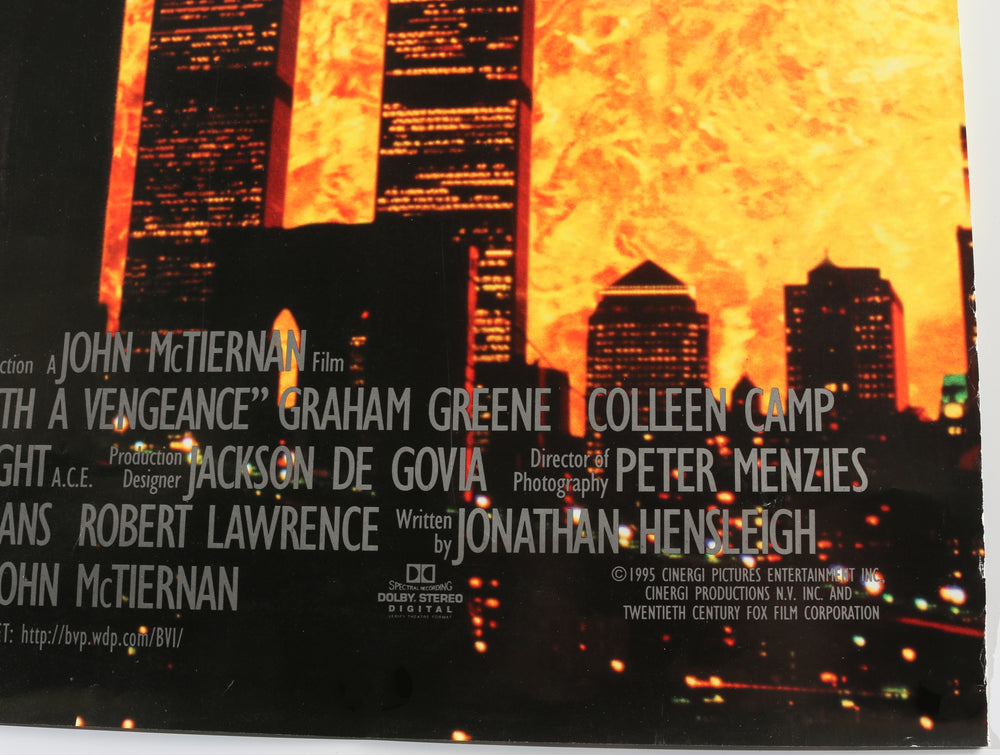 ction A JOHN McTIERNAN Film
TH A VENGEANCE” GRAHAM GREENE COLLEEN CAMP
GHT A.C.E. Production Designer JACKSON DE GOVIA Director of Photography PETER MENZIES
ANS ROBERT LAWRENCE Written by JONATHAN HENSLEIGH
OHN McTIERNAN
SPECTRAL RECORDING
DOLBY STEREO
DIGITAL
©1995 CINERGI PICTURES ENTERTAINMENT INC.
CINERGI PRODUCTIONS N.V. INC. AND
TWENTIETH CENTURY FOX FILM CORPORATION
ET: http://bvp.wdp.com/BVI/